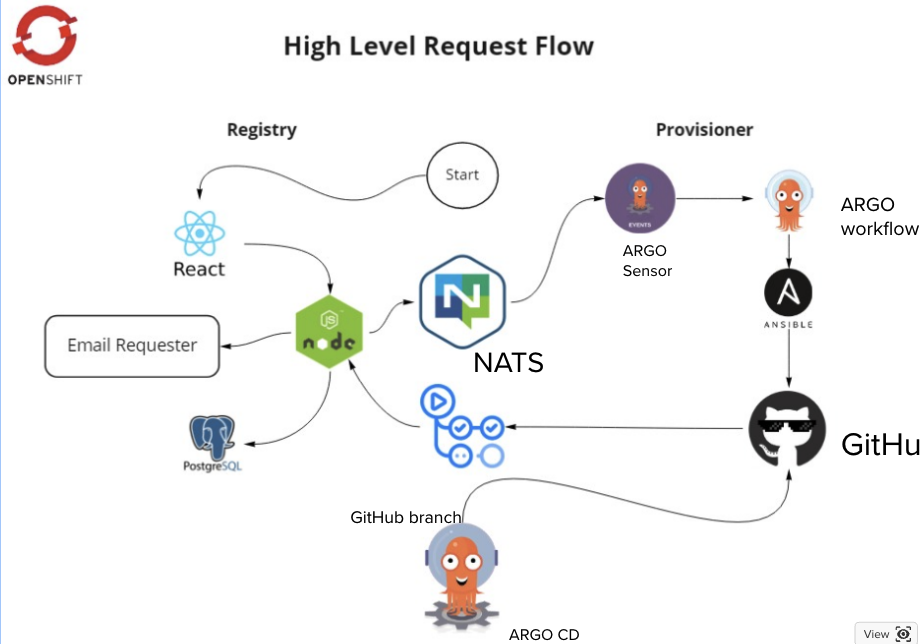 OPENSHIFT
High Level Request Flow
Registry
Provisioner
Start
EVENTS
ARGO
Sensor
ARGO
workflow
React
JS
node
N
NATS
ANSIBLE
Email Requester
PostgreSQL
GitHu
GitHub branch
ARGO CD
View